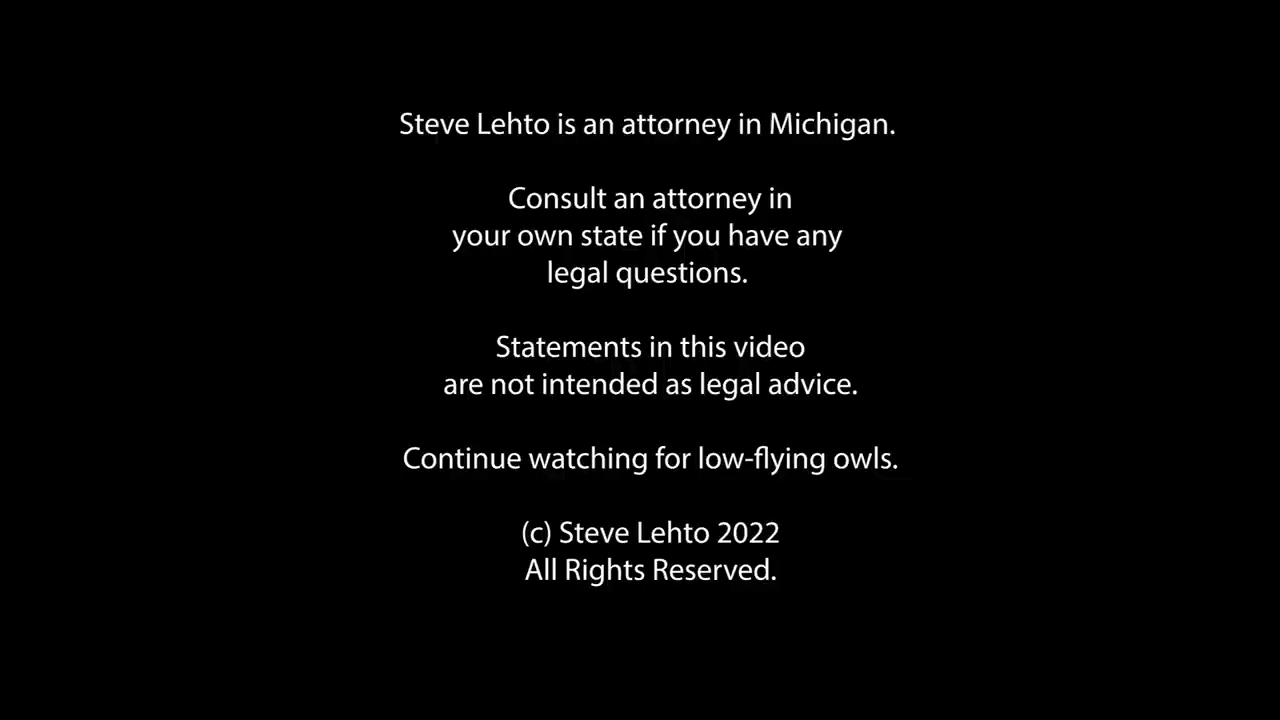 Steve Lehto is an attorney in Michigan.
Consult an attorney in
your own state if you have any
legal questions.
Statements in this video
are not intended as legal advice.
Continue watching for low-flying owls.
(c) Steve Lehto 2022
All Rights Reserved.